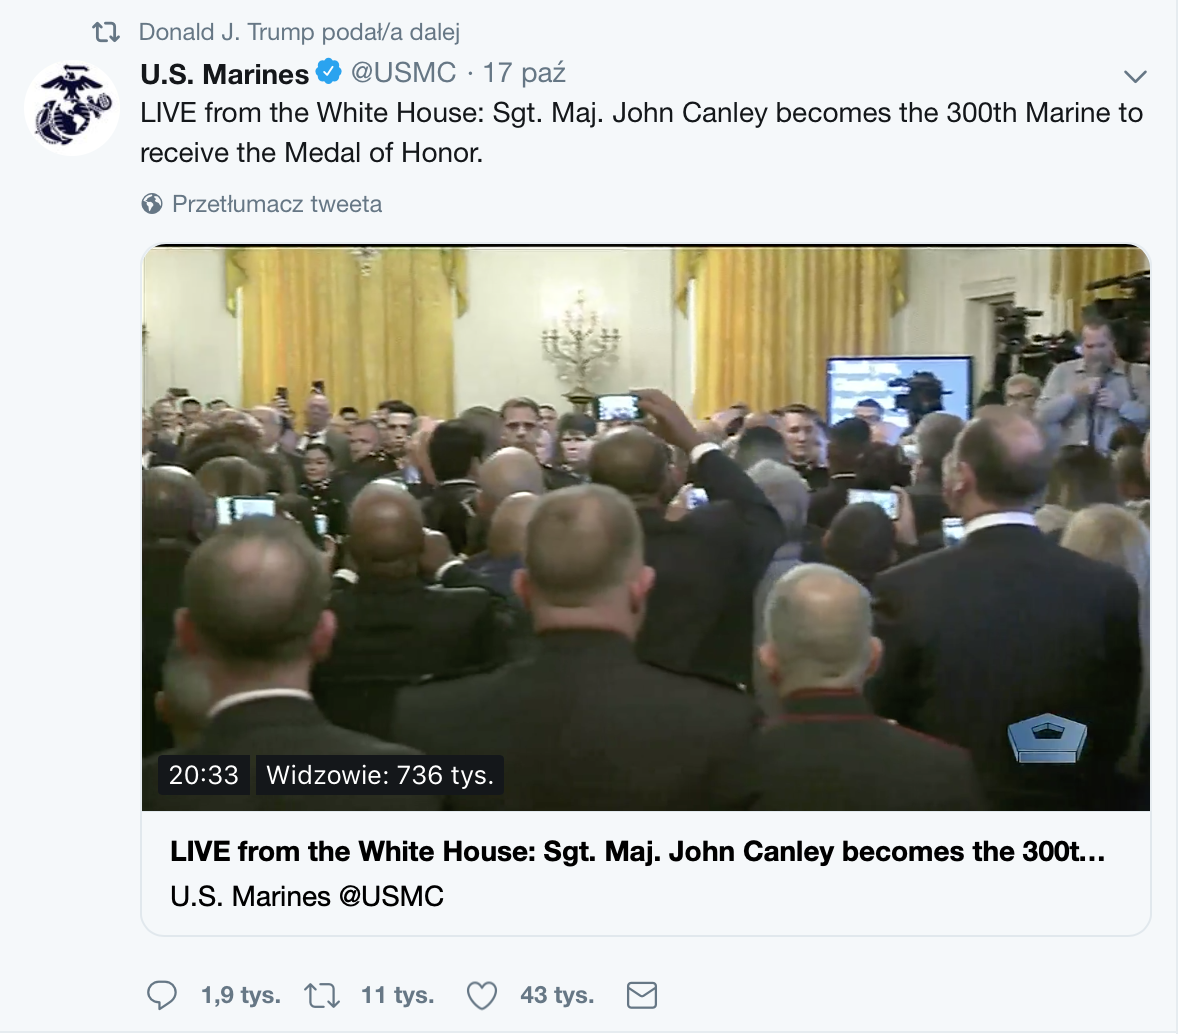 Donald J. Trump podał/a dalej
U.S. Marines @USMC · 17 paź
LIVE from the White House: Sgt. Maj. John Canley becomes the 300th Marine to
receive the Medal of Honor.
Przetłumacz tweeta
20:33 Widzowie: 736 tys.
LIVE from the White House: Sgt. Maj. John Canley becomes the 300t...
U.S. Marines @USMC
1,9 tys. 11 tys. 43 tys.